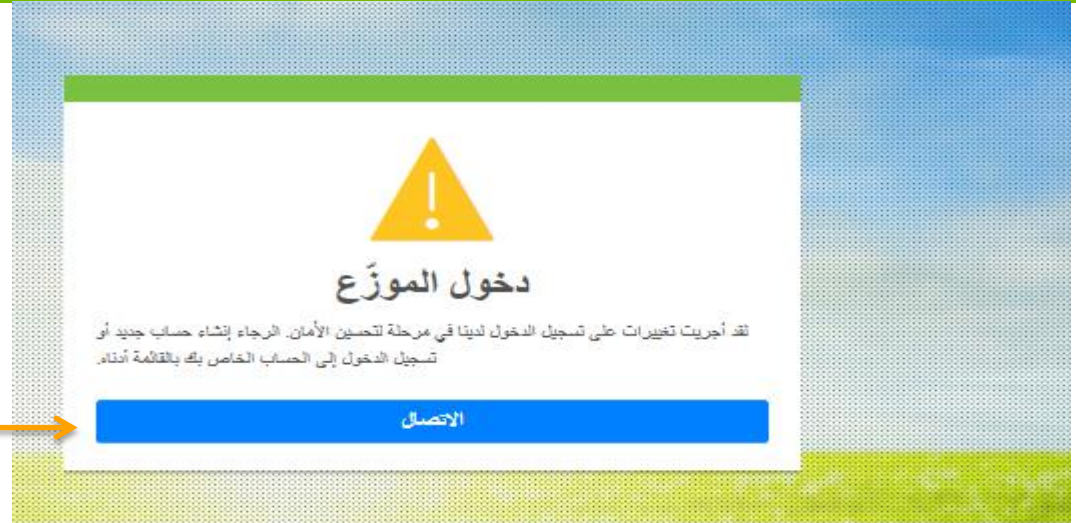 دخول الموزّع
لقد أجريت تغييرات على تسجيل الدخول لدينا في مرحلة لتحسين الأمان. الرجاء إنشاء حساب جديد أو
تسجيل الدخول إلى الحساب الخاص بك بالقائمة أدناه.
الاتصال